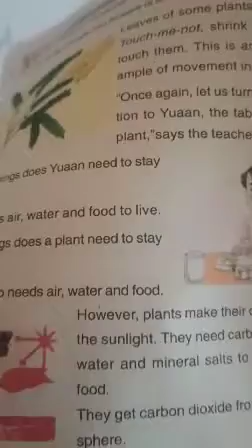 Leaves of some plants
Touch-me-not, shrink
touch them. This is an
ample of movement in
"Once again, let us turn
tion to Yuaan, the tab
plant," says the teache
ngs does Yuaan need to stay
s air, water and food to live.
gs does a plant need to stay
o needs air, water and food.
However, plants make their
the sunlight. They need carb
water and mineral salts to
food.
They get carbon dioxide fro
sphere.